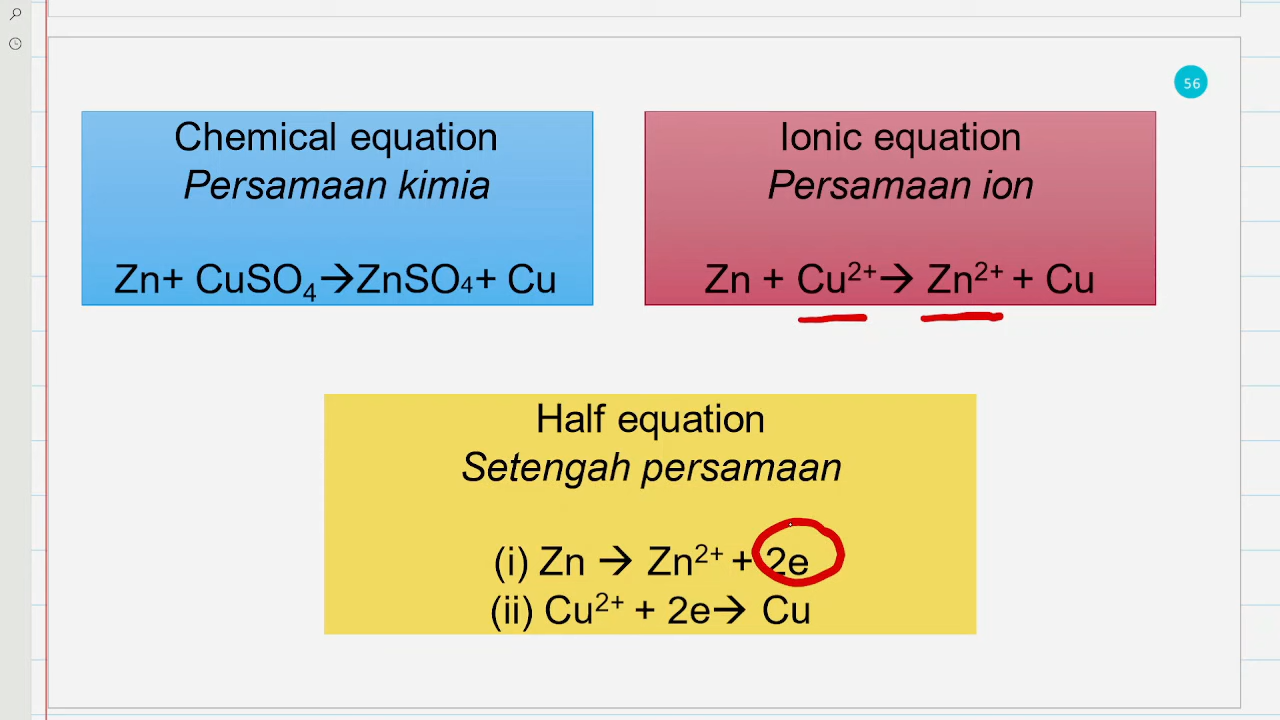 56
Chemical equation
Persamaan kimia
Zn+ CuSO₄→ZnSO₄+ Cu
Ionic equation
Persamaan ion
Zn + Cu²⁺→ Zn²⁺ + Cu
Half equation
Setengah persamaan
(i) Zn → Zn²⁺ + 2e
(ii) Cu²⁺ + 2e→ Cu